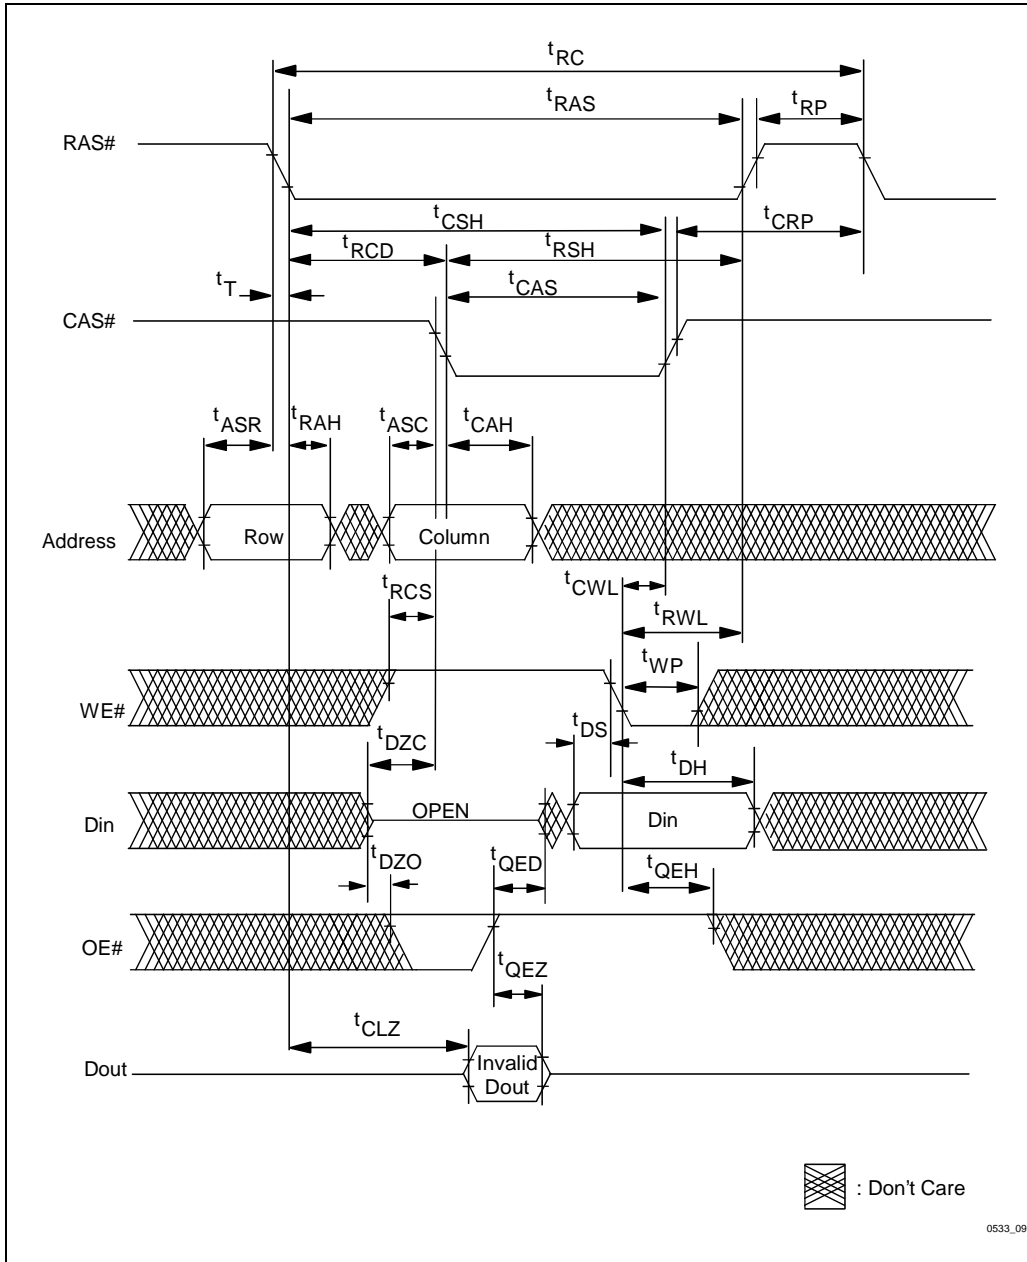 tRC
tRAS
tRP
RAS#
tCSH
tCRP
tRCD
tRSH
tT
tCAS
CAS#
tASR
tRAH
tASC
tCAH
Address
Row
Column
tRCS
tCWL
tRWL
tWP
WE#
tDZC
tDS
tDH
Din
OPEN
Din
tDZO
tQED
tQEH
OE#
tQEZ
tCLZ
Dout
Invalid
Dout
: Don't Care
0533_09